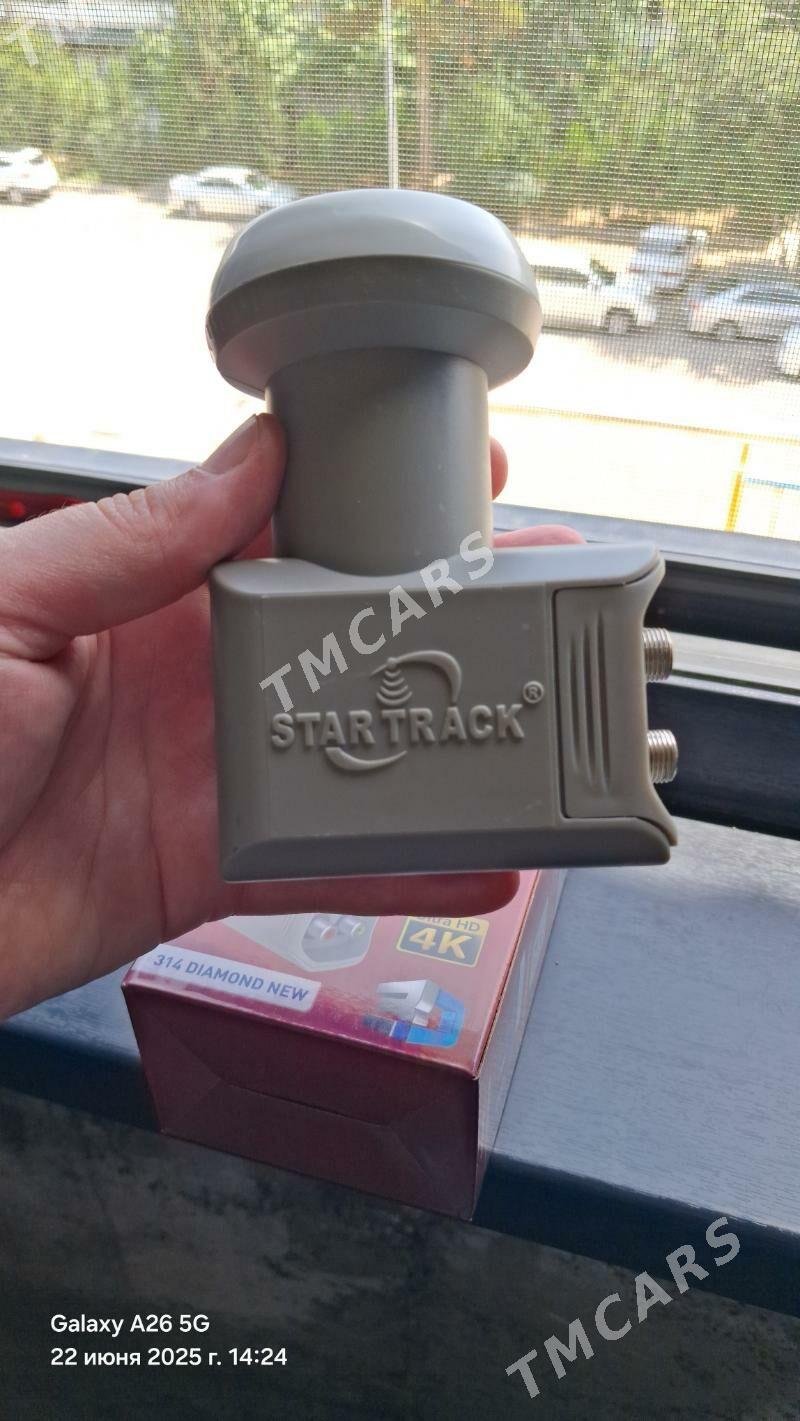 TMCARS
STAR TRACK®
Ultra HD
4K
314 DIAMOND NEW
TMCARS
Galaxy A26 5G
22 июня 2025 г. 14:24